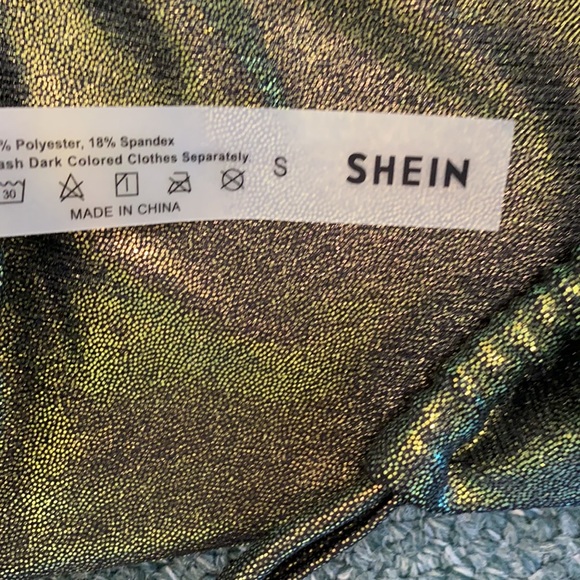 % Polyester, 18% Spandex
ash Dark Colored Clothes Separately
30
S
SHEIN
MADE IN CHINA